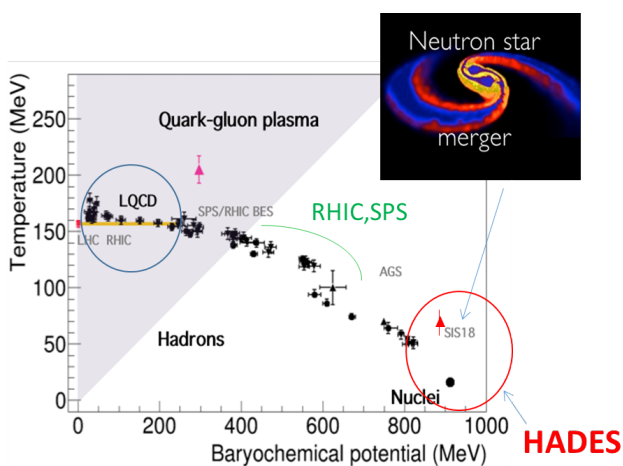 Neutron star
merger
Temperature (MeV)
250
200
150
100
50
0
Quark-gluon plasma
LQCD
SPS/RHIC BES
RHIC,SPS
LHC RHIC
AGS
SIS18
Hadrons
Nuclei
0 200 400 600 800 1000
Baryochemical potential (MeV)
HADES